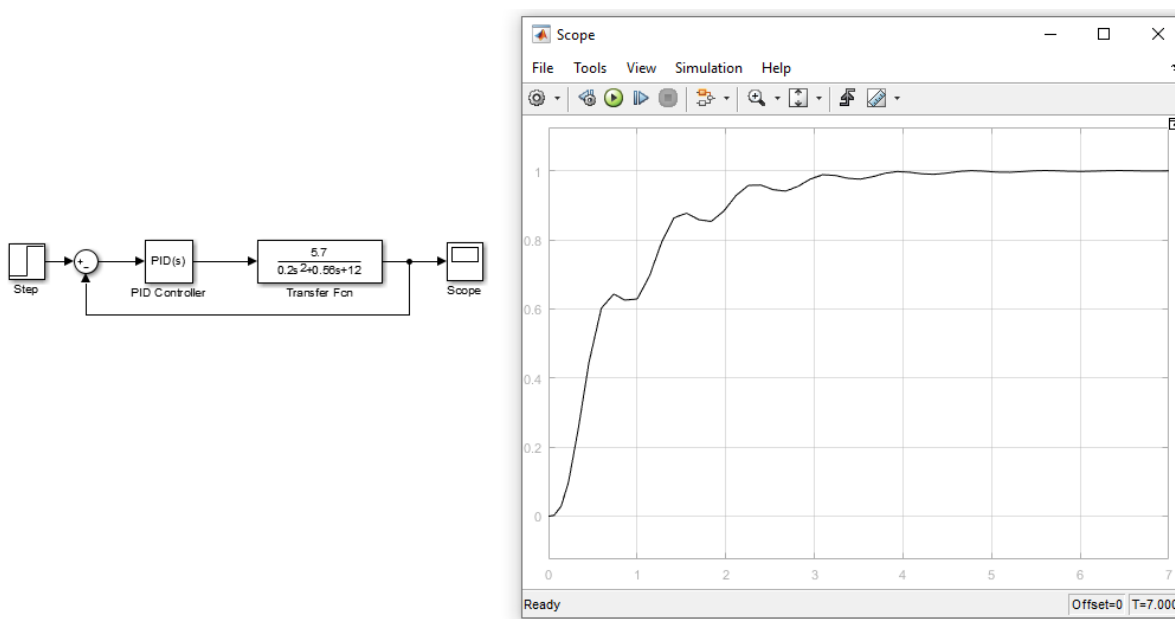 Step
+
-
PID(s)
PID Controller
5.7
0.2s²+0.56s+12
Transfer Fcn
Scope
Scope
File Tools View Simulation Help
1
0.8
0.6
0.4
0.2
0
0 1 2 3 4 5 6 7
Ready
Offset=0 T=7.000